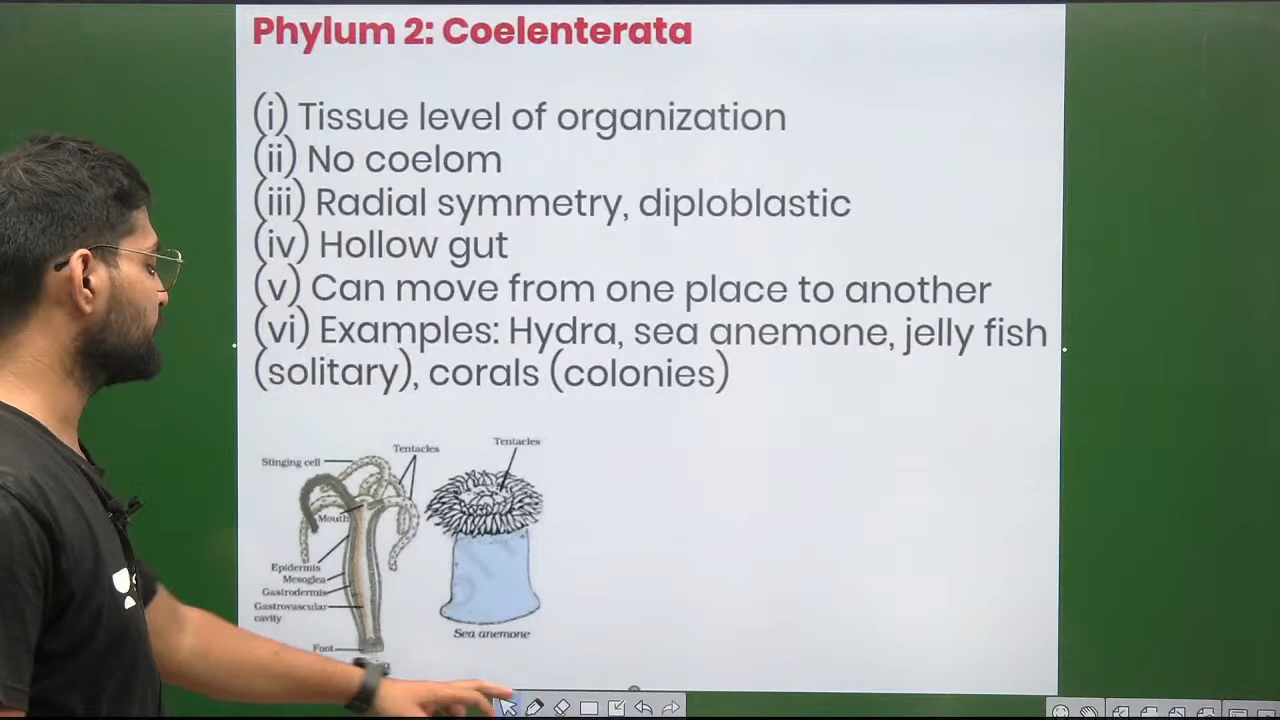 Phylum 2: Coelenterata
(i) Tissue level of organization
(ii) No coelom
(iii) Radial symmetry, diploblastic
(iv) Hollow gut
(v) Can move from one place to another
(vi) Examples: Hydra, sea anemone, jelly fish
(solitary), corals (colonies)
Tentacles
Tentacles
Stinging cell
Mouth
Epidermis
Mesoglea
Gastrodermis
Gastrovascular
cavity
Foot
Sea anemone